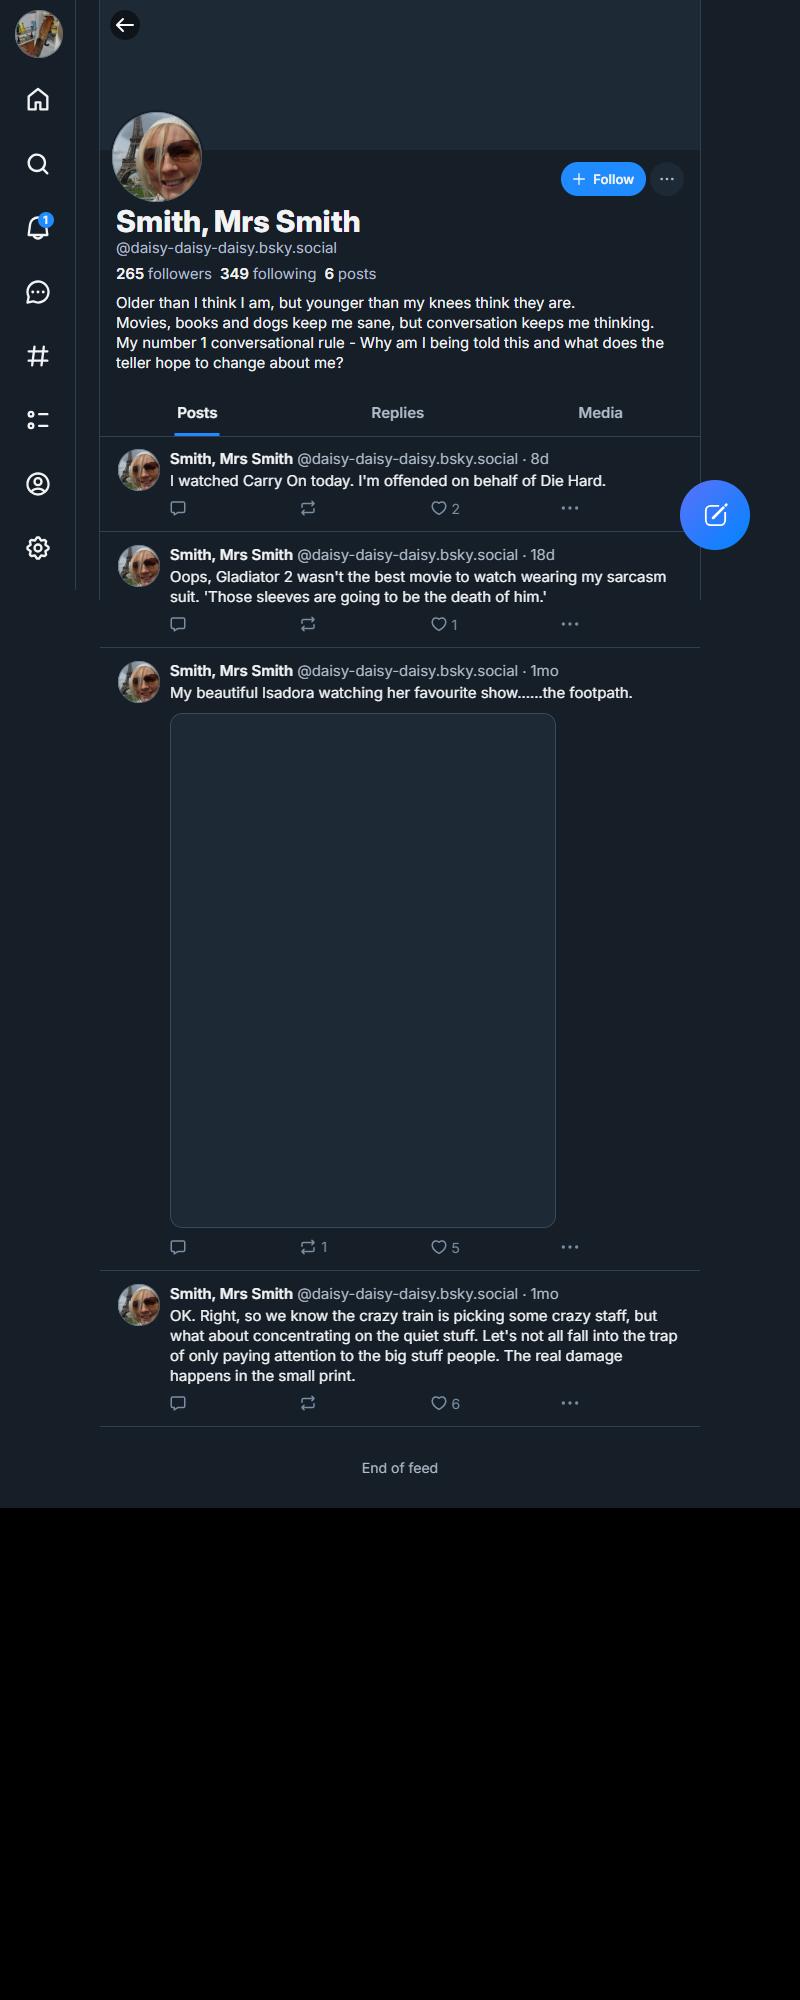 1
+ Follow
Smith, Mrs Smith
@daisy-daisy-daisy.bsky.social
265 followers 349 following 6 posts
Older than I think I am, but younger than my knees think they are.
Movies, books and dogs keep me sane, but conversation keeps me thinking.
My number 1 conversational rule - Why am I being told this and what does the
teller hope to change about me?
Posts Replies Media
Smith, Mrs Smith @daisy-daisy-daisy.bsky.social · 8d
I watched Carry On today. I'm offended on behalf of Die Hard.
2
Smith, Mrs Smith @daisy-daisy-daisy.bsky.social · 18d
Oops, Gladiator 2 wasn't the best movie to watch wearing my sarcasm
suit. 'Those sleeves are going to be the death of him.'
1
Smith, Mrs Smith @daisy-daisy-daisy.bsky.social · 1mo
My beautiful Isadora watching her favourite show......the footpath.
1 5
Smith, Mrs Smith @daisy-daisy-daisy.bsky.social · 1mo
OK. Right, so we know the crazy train is picking some crazy staff, but
what about concentrating on the quiet stuff. Let's not all fall into the trap
of only paying attention to the big stuff people. The real damage
happens in the small print.
6
End of feed